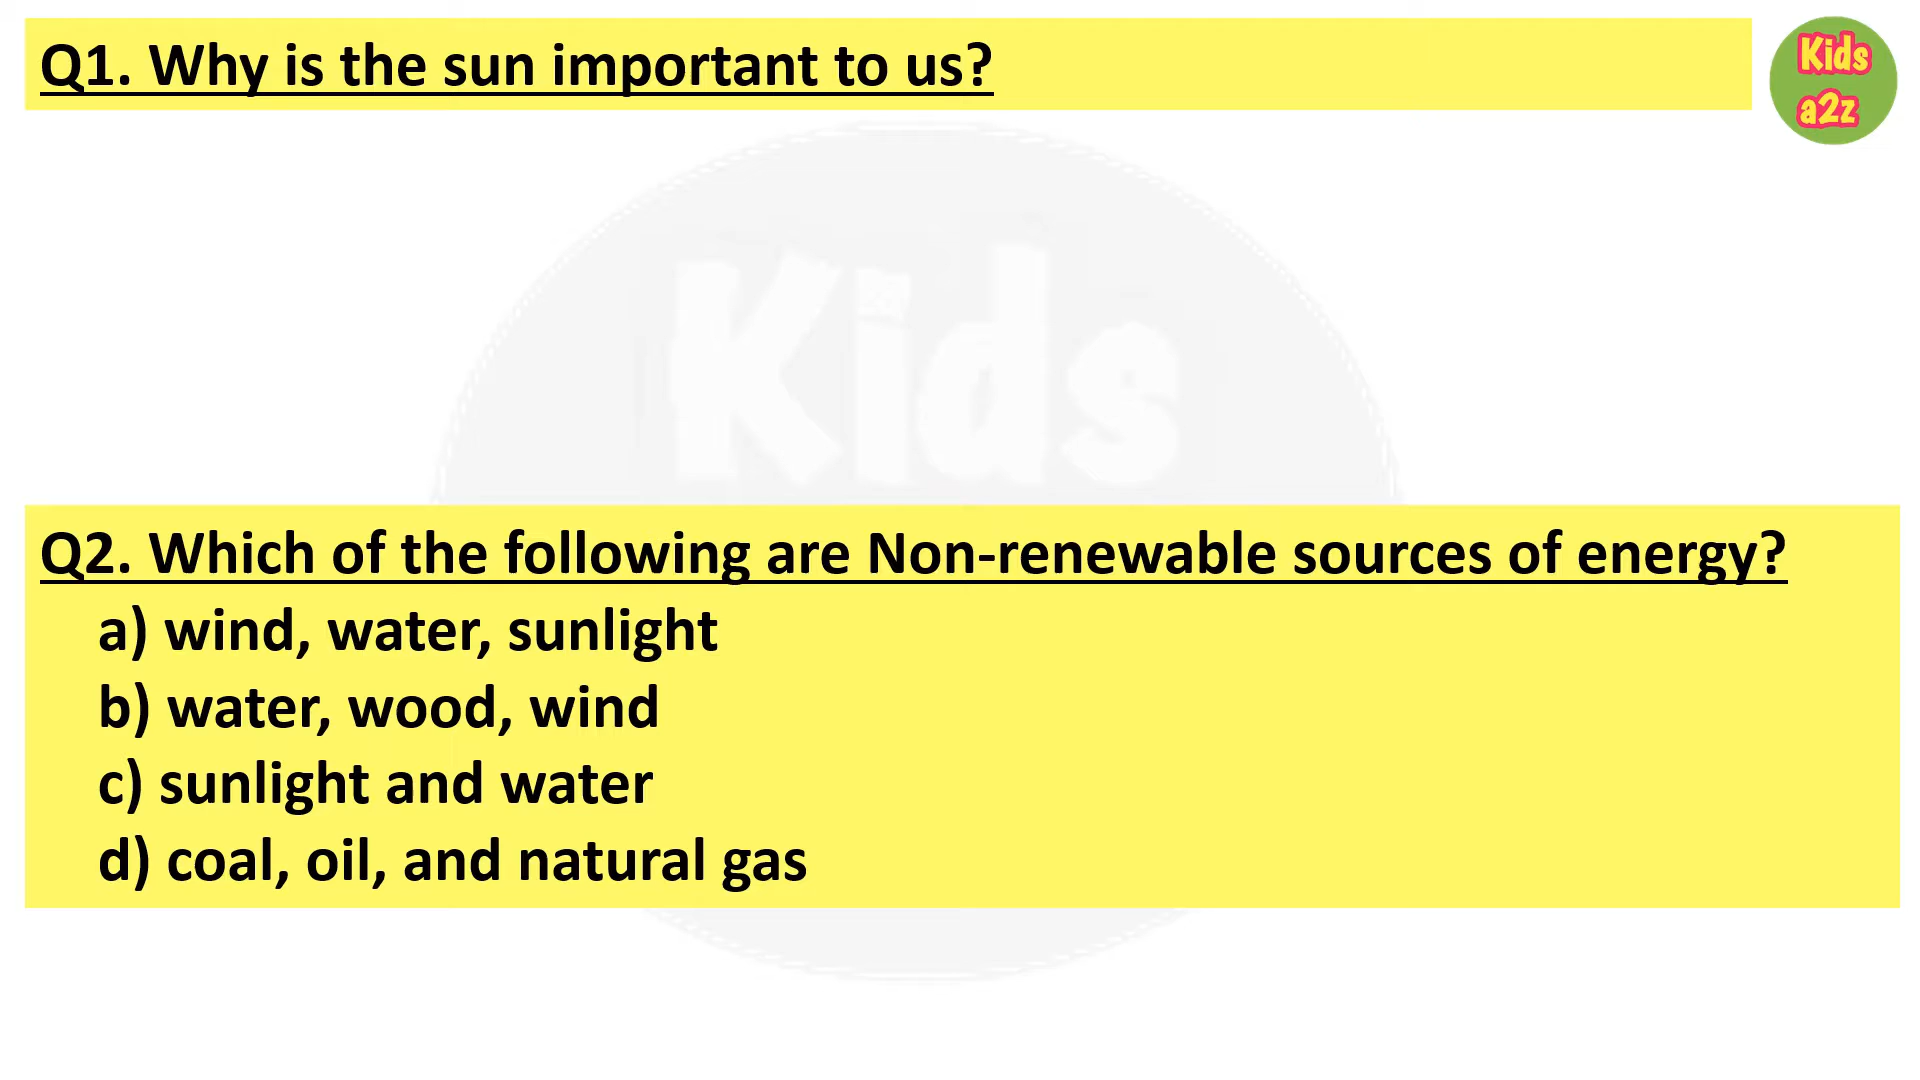 Q1. Why is the sun important to us?
Kids
a2z
Kids
Q2. Which of the following are Non-renewable sources of energy?
a) wind, water, sunlight
b) water, wood, wind
c) sunlight and water
d) coal, oil, and natural gas